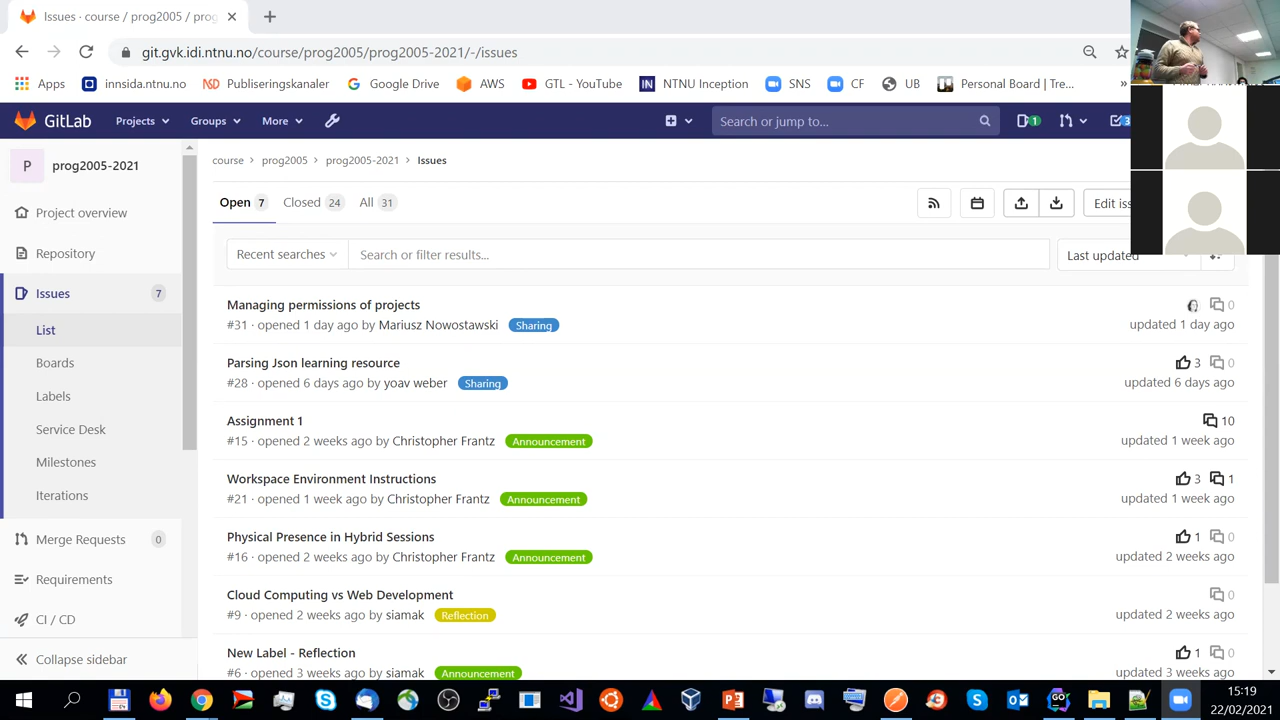 Issues · course / prog2005 / prog
git.gvk.idi.ntnu.no/course/prog2005/prog2005-2021/-/issues
Apps innsida.ntnu.no Publiseringskanaler Google Drive AWS GTL - YouTube NTNU Inception SNS CF UB Personal Board | Tre... »
GitLab Projects Groups More Search or jump to... 1 3
P prog2005-2021
course > prog2005 > prog2005-2021 > Issues
Open 7 Closed 24 All 31 Edit iss
Project overview
Repository
Recent searches Search or filter results... Last updated
Issues 7
List
Boards
Labels
Service Desk
Milestones
Iterations
Merge Requests 0
Requirements
CI / CD
Collapse sidebar
Managing permissions of projects 0
#31 · opened 1 day ago by Mariusz Nowostawski Sharing updated 1 day ago
Parsing Json learning resource 3 0
#28 · opened 6 days ago by yoav weber Sharing updated 6 days ago
Assignment 1 10
#15 · opened 2 weeks ago by Christopher Frantz Announcement updated 1 week ago
Workspace Environment Instructions 3 1
#21 · opened 1 week ago by Christopher Frantz Announcement updated 1 week ago
Physical Presence in Hybrid Sessions 1 0
#16 · opened 2 weeks ago by Christopher Frantz Announcement updated 2 weeks ago
Cloud Computing vs Web Development 0
#9 · opened 2 weeks ago by siamak Reflection updated 2 weeks ago
New Label - Reflection 1 0
#6 · opened 3 weeks ago by siamak Announcement updated 3 weeks ago
15:19
22/02/2021